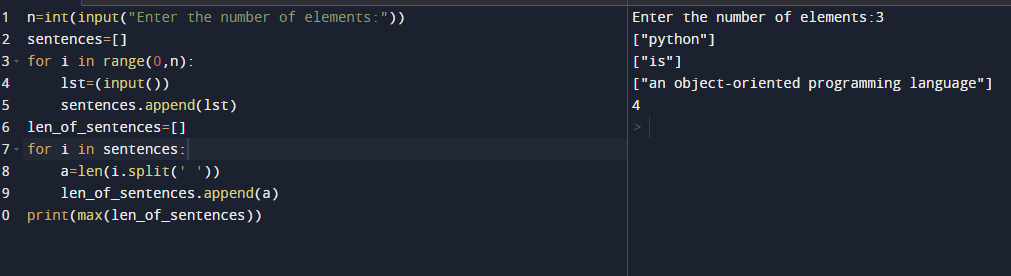 1 n=int(input("Enter the number of elements:"))
2 sentences=[]
3 for i in range(0,n):
4     lst=(input())
5     sentences.append(lst)
6 len_of_sentences=[]
7 for i in sentences:
8     a=len(i.split(' '))
9     len_of_sentences.append(a)
0 print(max(len_of_sentences))
Enter the number of elements:3
["python"]
["is"]
["an object-oriented programming language"]
4
>